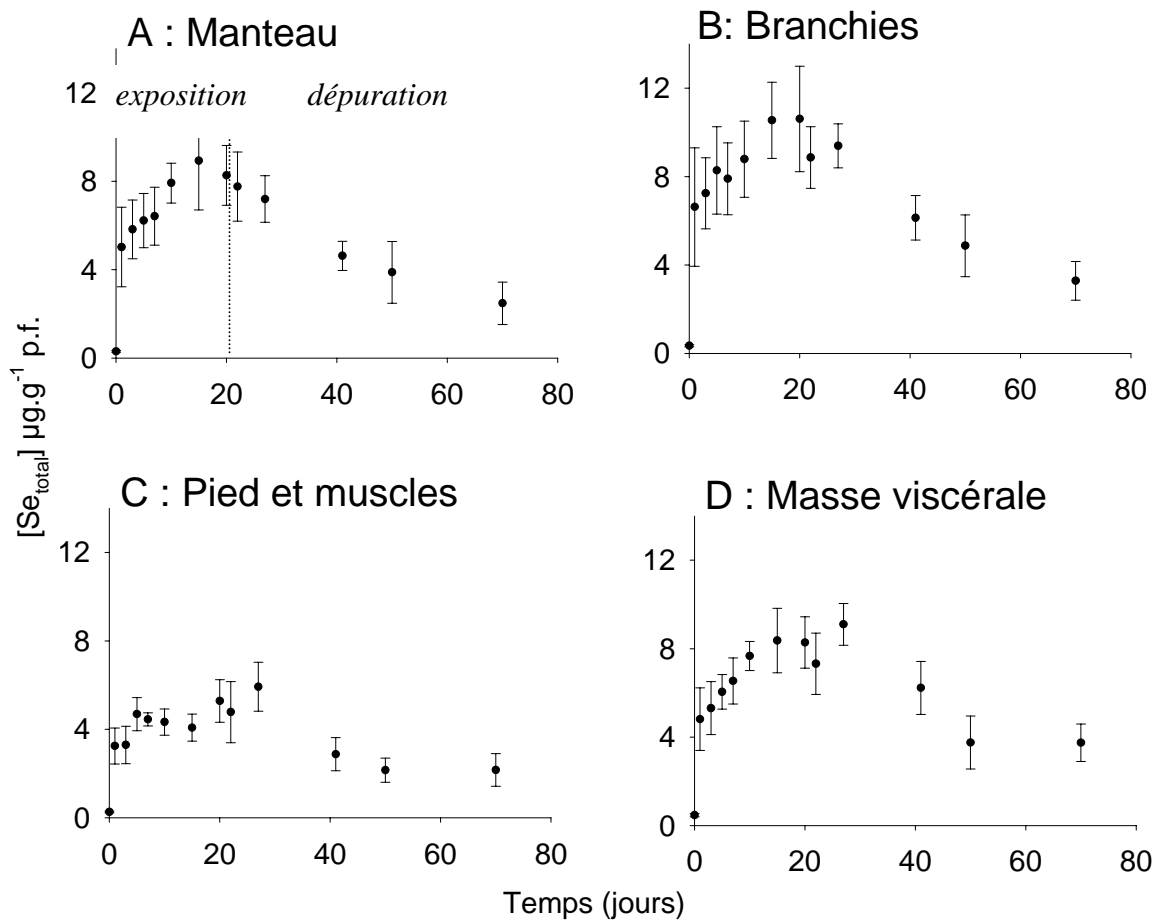 A : Manteau
B: Branchies
exposition
dépuration
12
8
4
0
0 20 40 60 80
12
8
4
0
0 20 40 60 80
[Se_total] µg.g⁻¹ p.f.
C : Pied et muscles
D : Masse viscérale
12
8
4
0
0 20 40 60 80
12
8
4
0
0 20 40 60 80
Temps (jours)